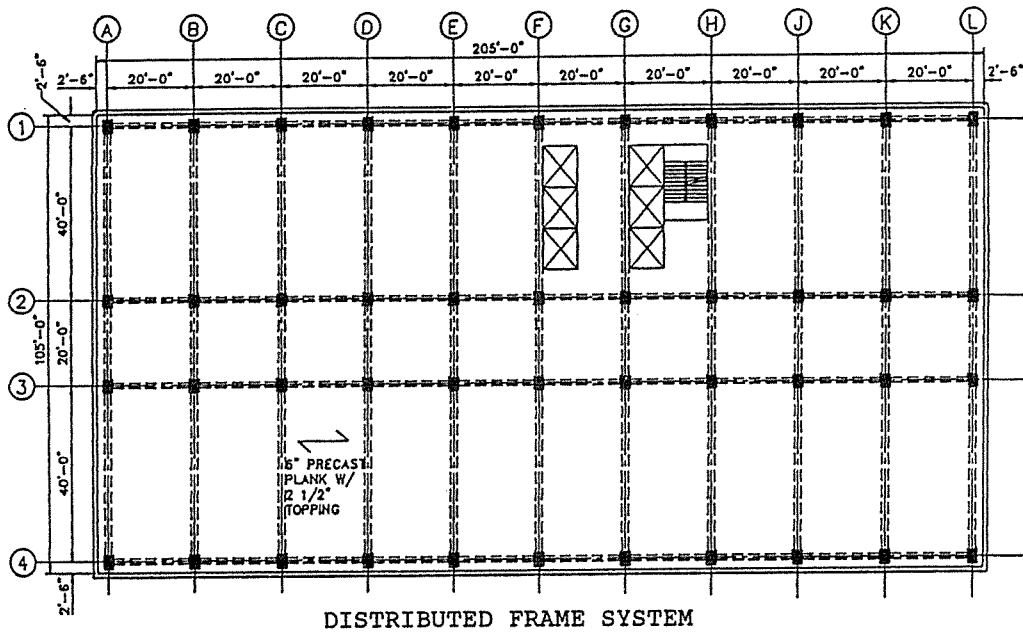 A B C D E F G H J K L
205'-0"
2'-6" 20'-0" 20'-0" 20'-0" 20'-0" 20'-0" 20'-0" 20'-0" 20'-0" 20'-0" 20'-0" 2'-6"
2'-6"
1
40'-0"
2
105'-0"
20'-0"
3
40'-0"
6" PRECAST
PLANK W/
2 1/2"
TOPPING
4
2'-6"
DISTRIBUTED FRAME SYSTEM